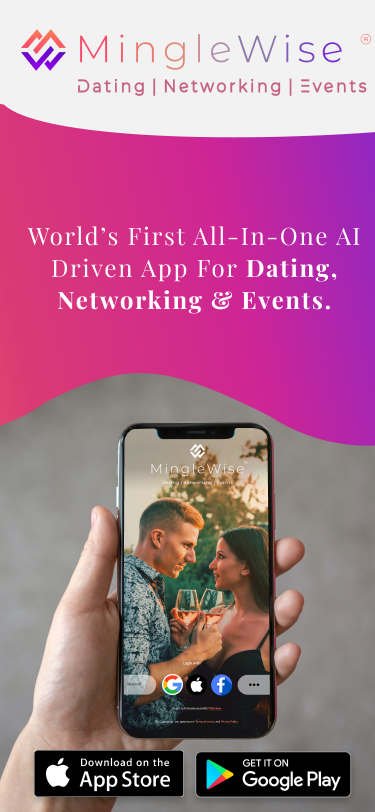 MingleWise ®
Dating | Networking | Events
World's First All-In-One AI
Driven App For Dating,
Networking & Events.
MingleWise
Dating | Networking | Events
Login with
Download on the
App Store
GET IT ON
Google Play